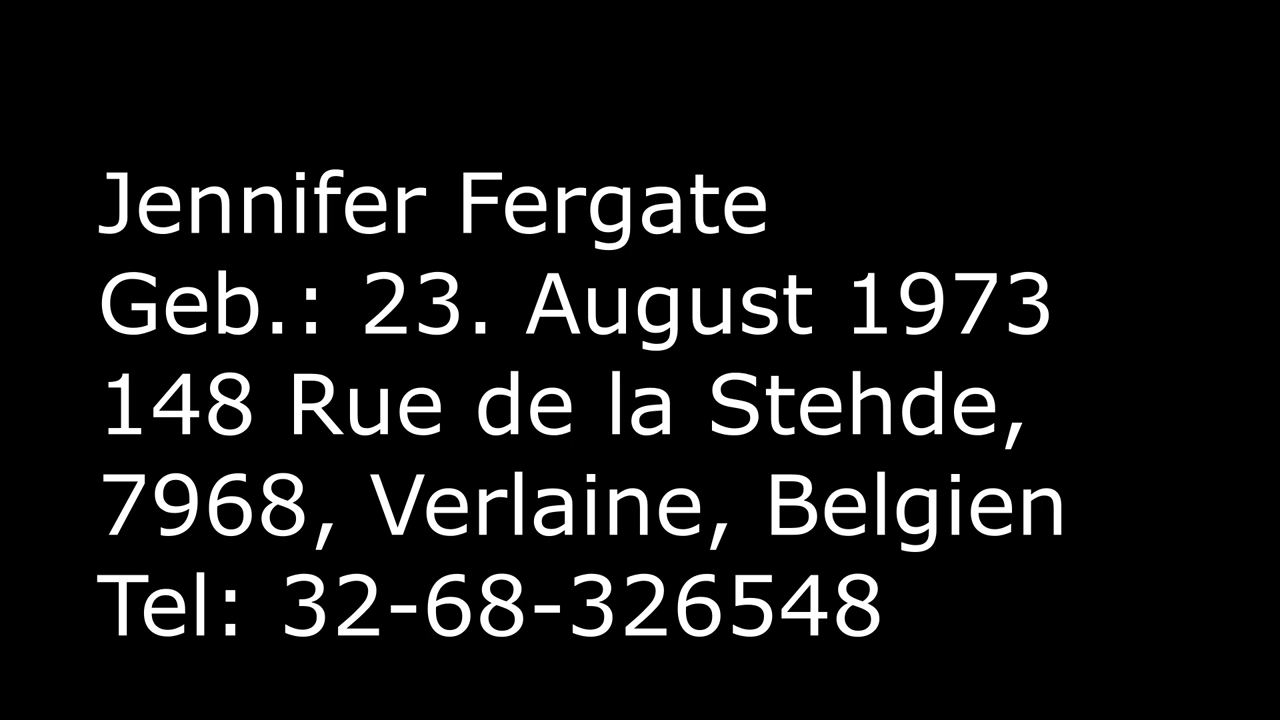 Jennifer Fergate
Geb.: 23. August 1973
148 Rue de la Stehde,
7968, Verlaine, Belgien
Tel: 32-68-326548